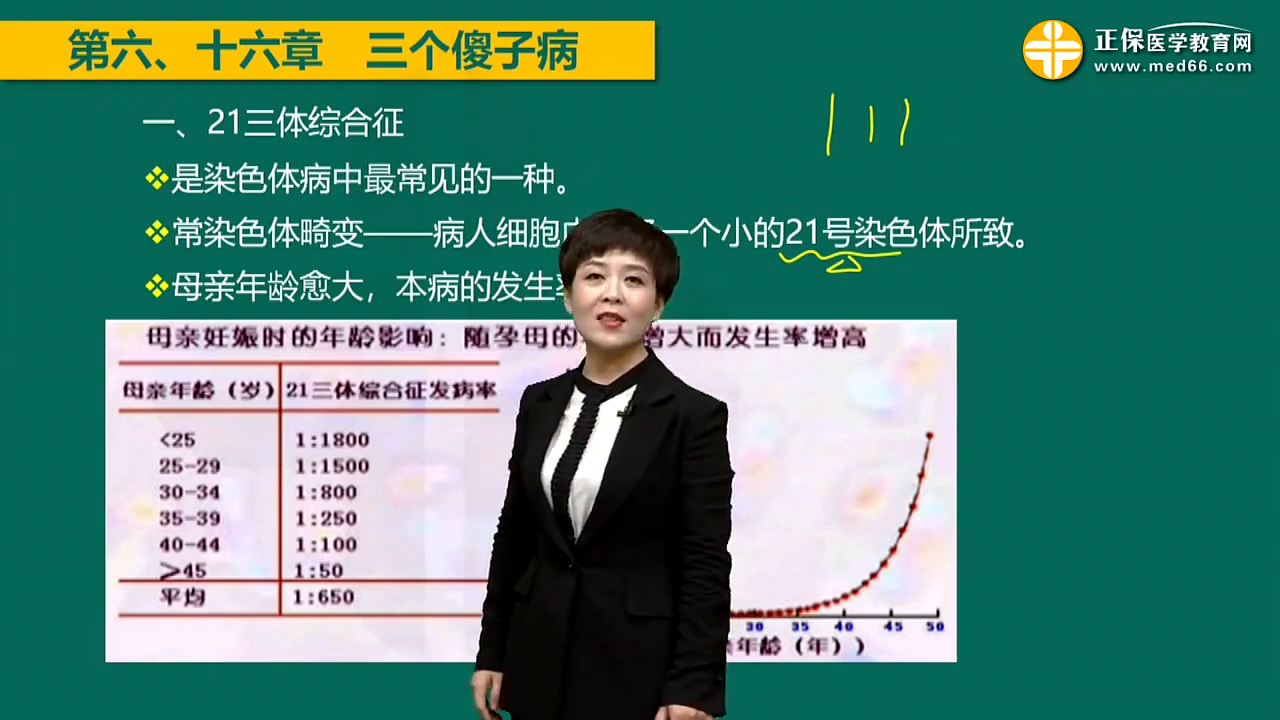 第六、十六章 三个傻子病
正保医学教育网
www.med66.com
一、21三体综合征
是染色体病中最常见的一种。
常染色体畸变——病人细胞 一个小的21号染色体所致。
母亲年龄愈大，本病的发生
母亲妊娠时的年龄影响：随孕母的 增大而发生率增高
母亲年龄（岁） 21三体综合征发病率
<25 1:1800
25-29 1:1500
30-34 1:800
35-39 1:250
40-44 1:100
≥45 1:50
平均 1:650
30 35 40 45 50
年龄（年））